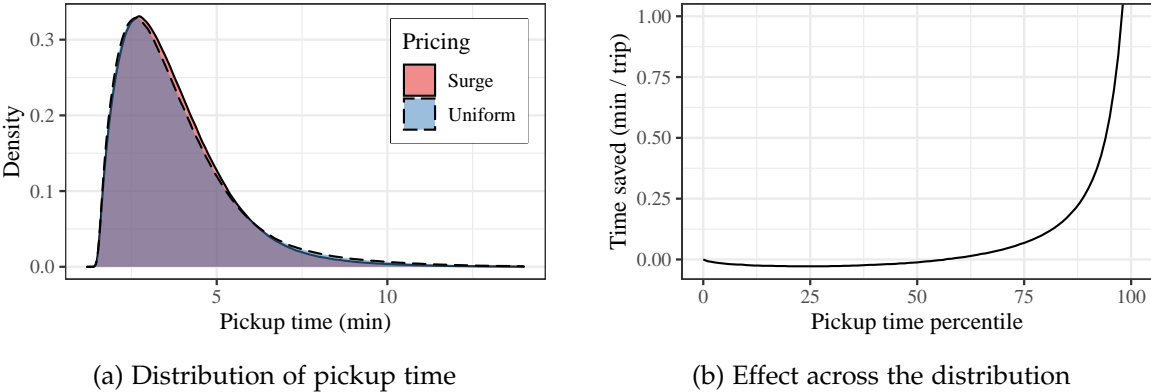 0.3
0.2
0.1
0.0
Density
5
10
Pickup time (min)
Pricing
Surge
Uniform
(a) Distribution of pickup time
1.00
0.75
0.50
0.25
0.00
Time saved (min / trip)
0
25
50
75
100
Pickup time percentile
(b) Effect across the distribution